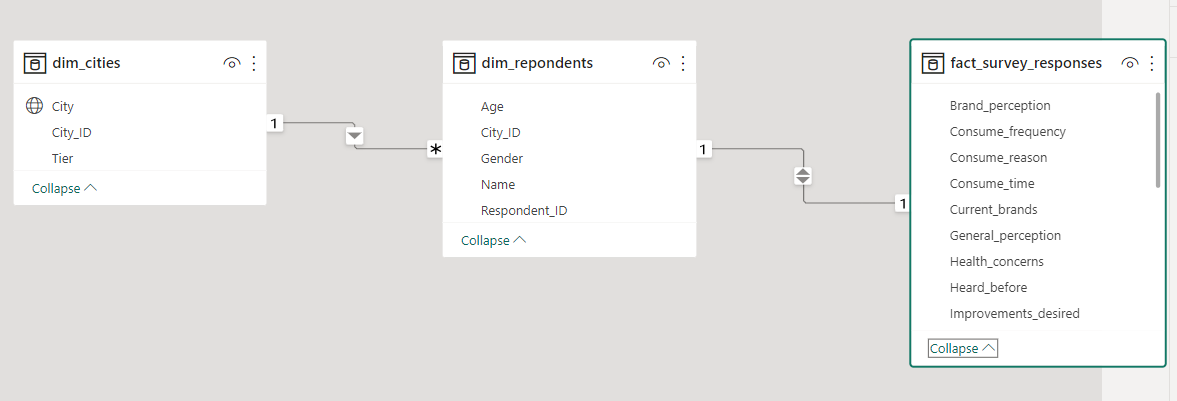 dim_cities
City
City_ID
Tier
Collapse
1
*
dim_repondents
Age
City_ID
Gender
Name
Respondent_ID
Collapse
1
1
fact_survey_responses
Brand_perception
Consume_frequency
Consume_reason
Consume_time
Current_brands
General_perception
Health_concerns
Heard_before
Improvements_desired
Collapse